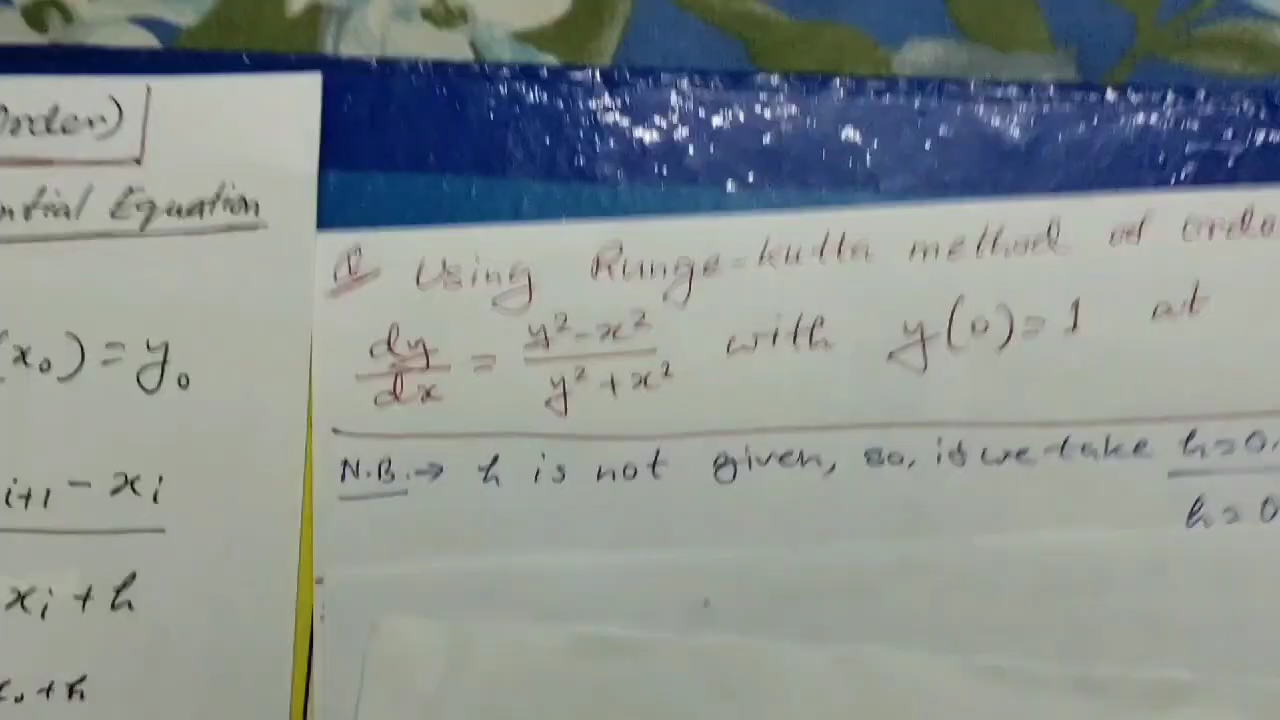 Order)
ntial Equation
(x₀) = y₀
i+1 - xᵢ
xᵢ + h
x₀ + h
Q Using Runge-kutta method of orde
dy/dx = y² - x² / y² + x² with y(0) = 1 at
N.B. → h is not given, so, if we take h = 0.
h = 0